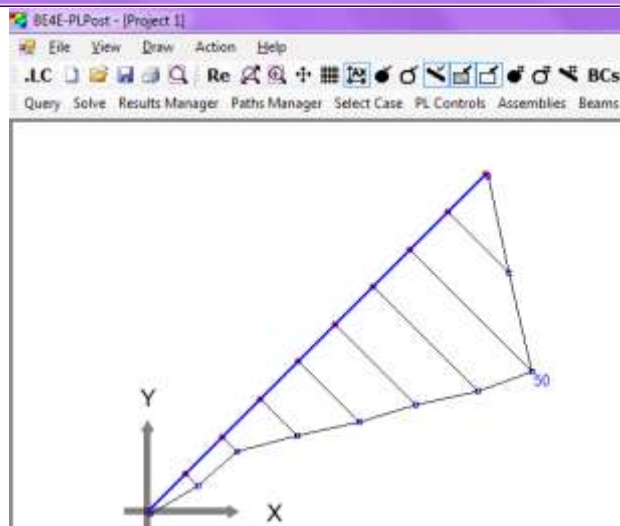 BE4E-PLPost - [Project 1]
File View Draw Action Help
.LC Re BCs
Query Solve Results Manager Paths Manager Select Case PL Controls Assemblies Beams
50
Y
X